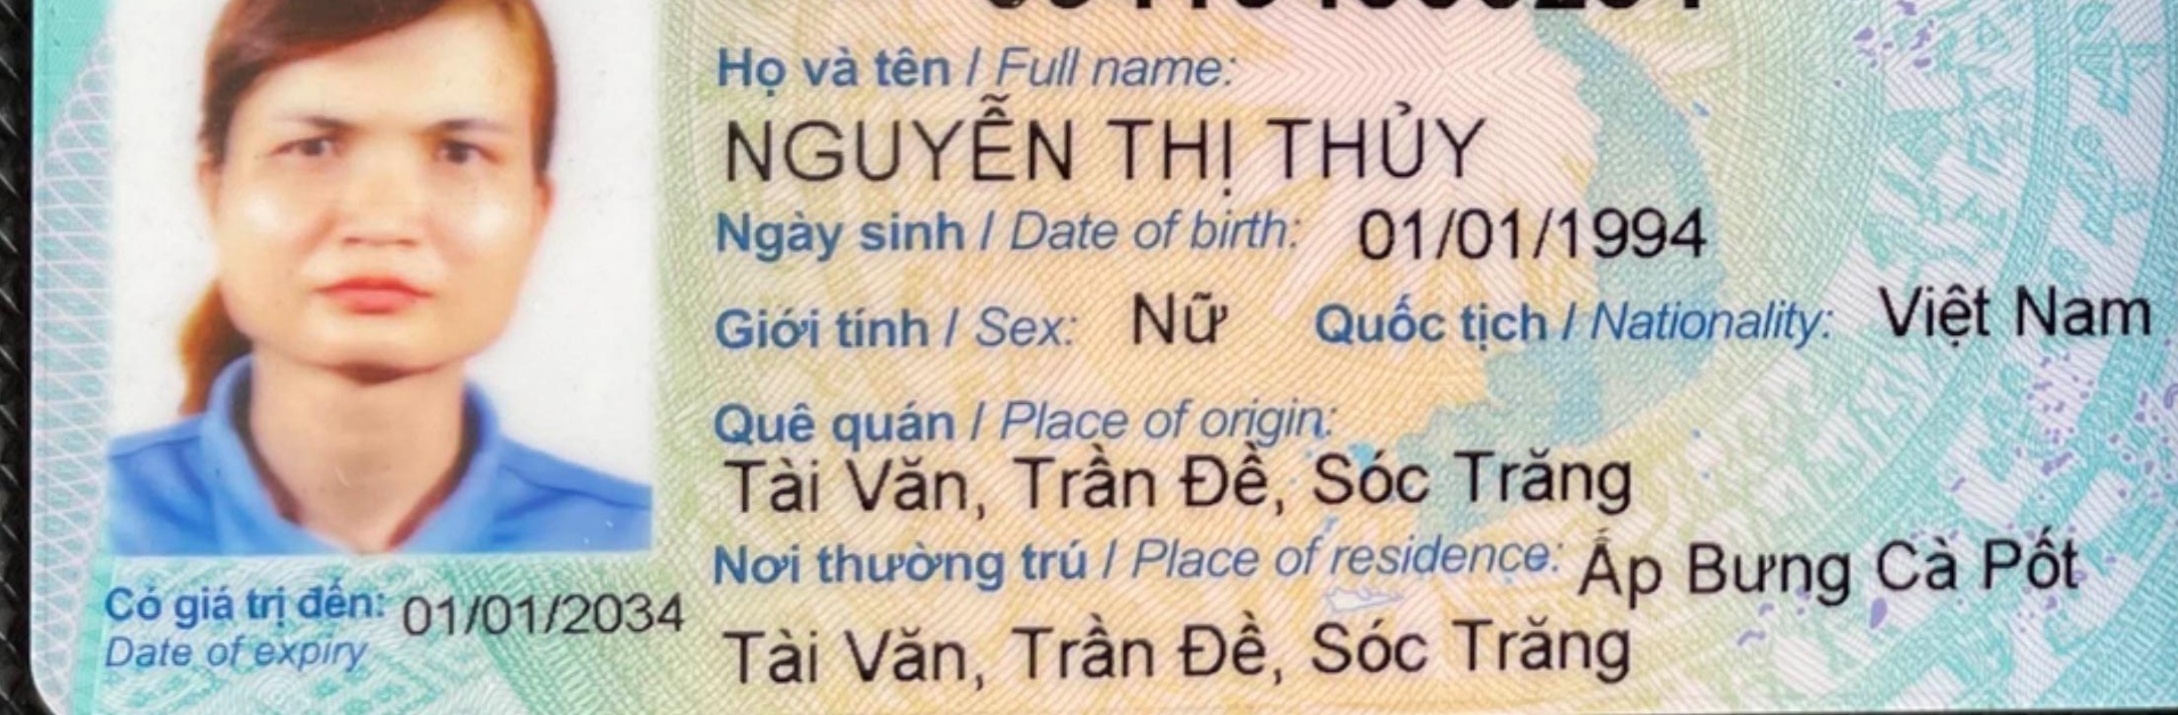 Họ và tên / Full name:
NGUYỄN THỊ THỦY
Ngày sinh / Date of birth: 01/01/1994
Giới tính / Sex: Nữ Quốc tịch / Nationality: Việt Nam
Quê quán / Place of origin:
Tài Văn, Trần Đề, Sóc Trăng
Nơi thường trú / Place of residence: Ấp Bưng Cà Pốt
Tài Văn, Trần Đề, Sóc Trăng
Có giá trị đến: 01/01/2034
Date of expiry